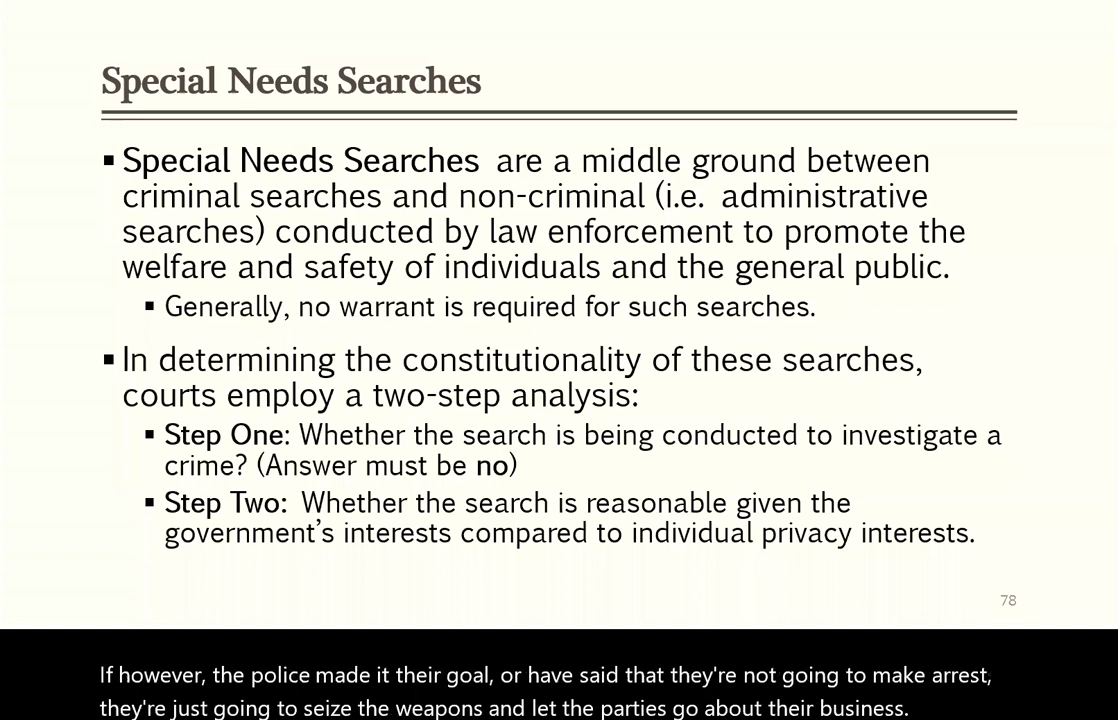 Special Needs Searches
▪ Special Needs Searches are a middle ground between
criminal searches and non-criminal (i.e. administrative
searches) conducted by law enforcement to promote the
welfare and safety of individuals and the general public.
▪ Generally, no warrant is required for such searches.
▪ In determining the constitutionality of these searches,
courts employ a two-step analysis:
▪ Step One: Whether the search is being conducted to investigate a
crime? (Answer must be no)
▪ Step Two: Whether the search is reasonable given the
government’s interests compared to individual privacy interests.
78
If however, the police made it their goal, or have said that they're not going to make arrest,
they're just going to seize the weapons and let the parties go about their business.